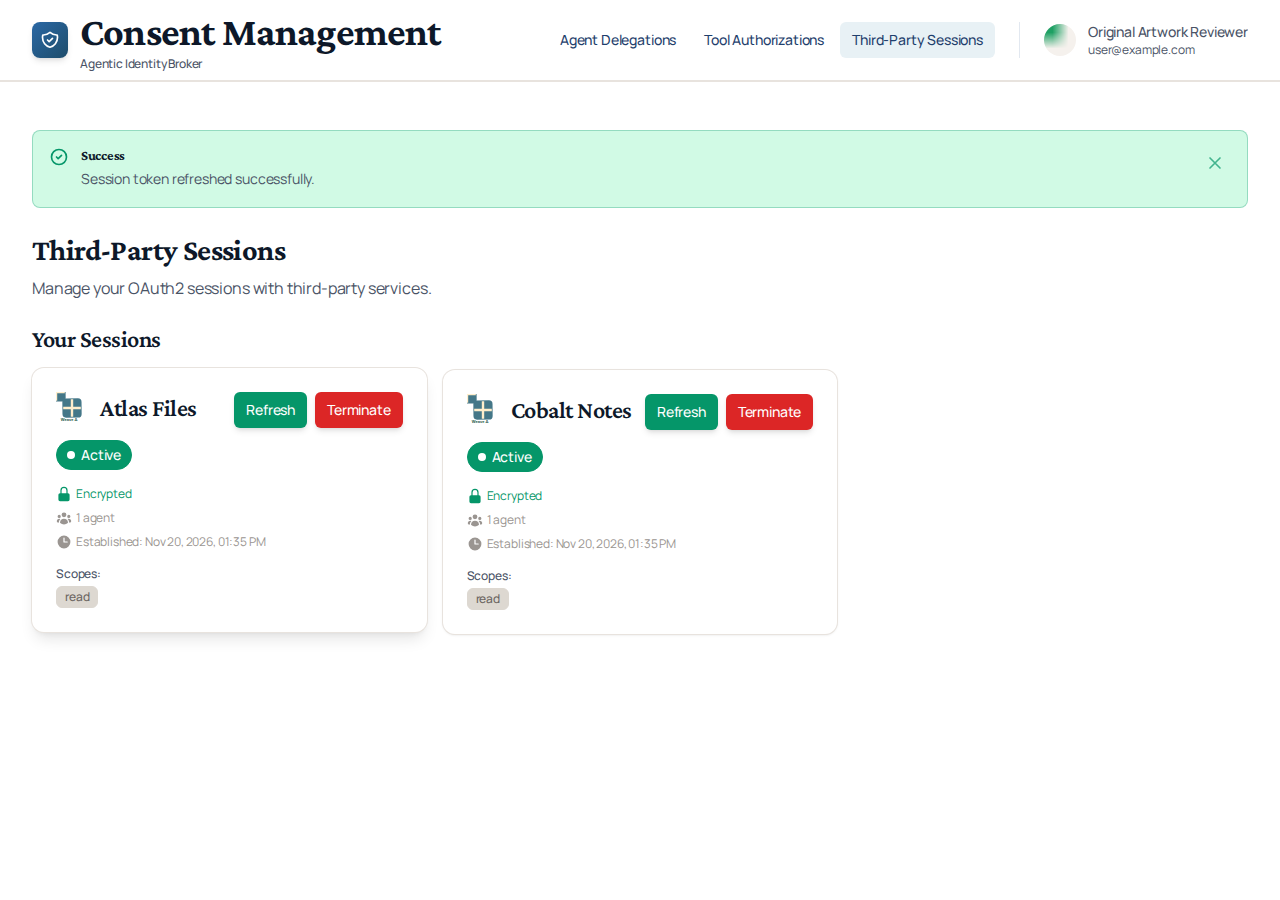 Consent Management
Agentic IdentityBroker
Agent Delegations
Tool Authorizations
Third-Party Sessions
Original Artwork Reviewer
user@example.com
Success
Session token refreshed successfully.
Third-Party Sessions
Manage your OAuth2 sessions with third-party services.
Your Sessions
Atlas Files
Refresh
Terminate
Active
Encrypted
1 agent
Established: Nov 20, 2026, 01:35 PM
Scopes:
read
Cobalt Notes
Refresh
Terminate
Active
Encrypted
1 agent
Established: Nov 20, 2026, 01:35 PM
Scopes:
read